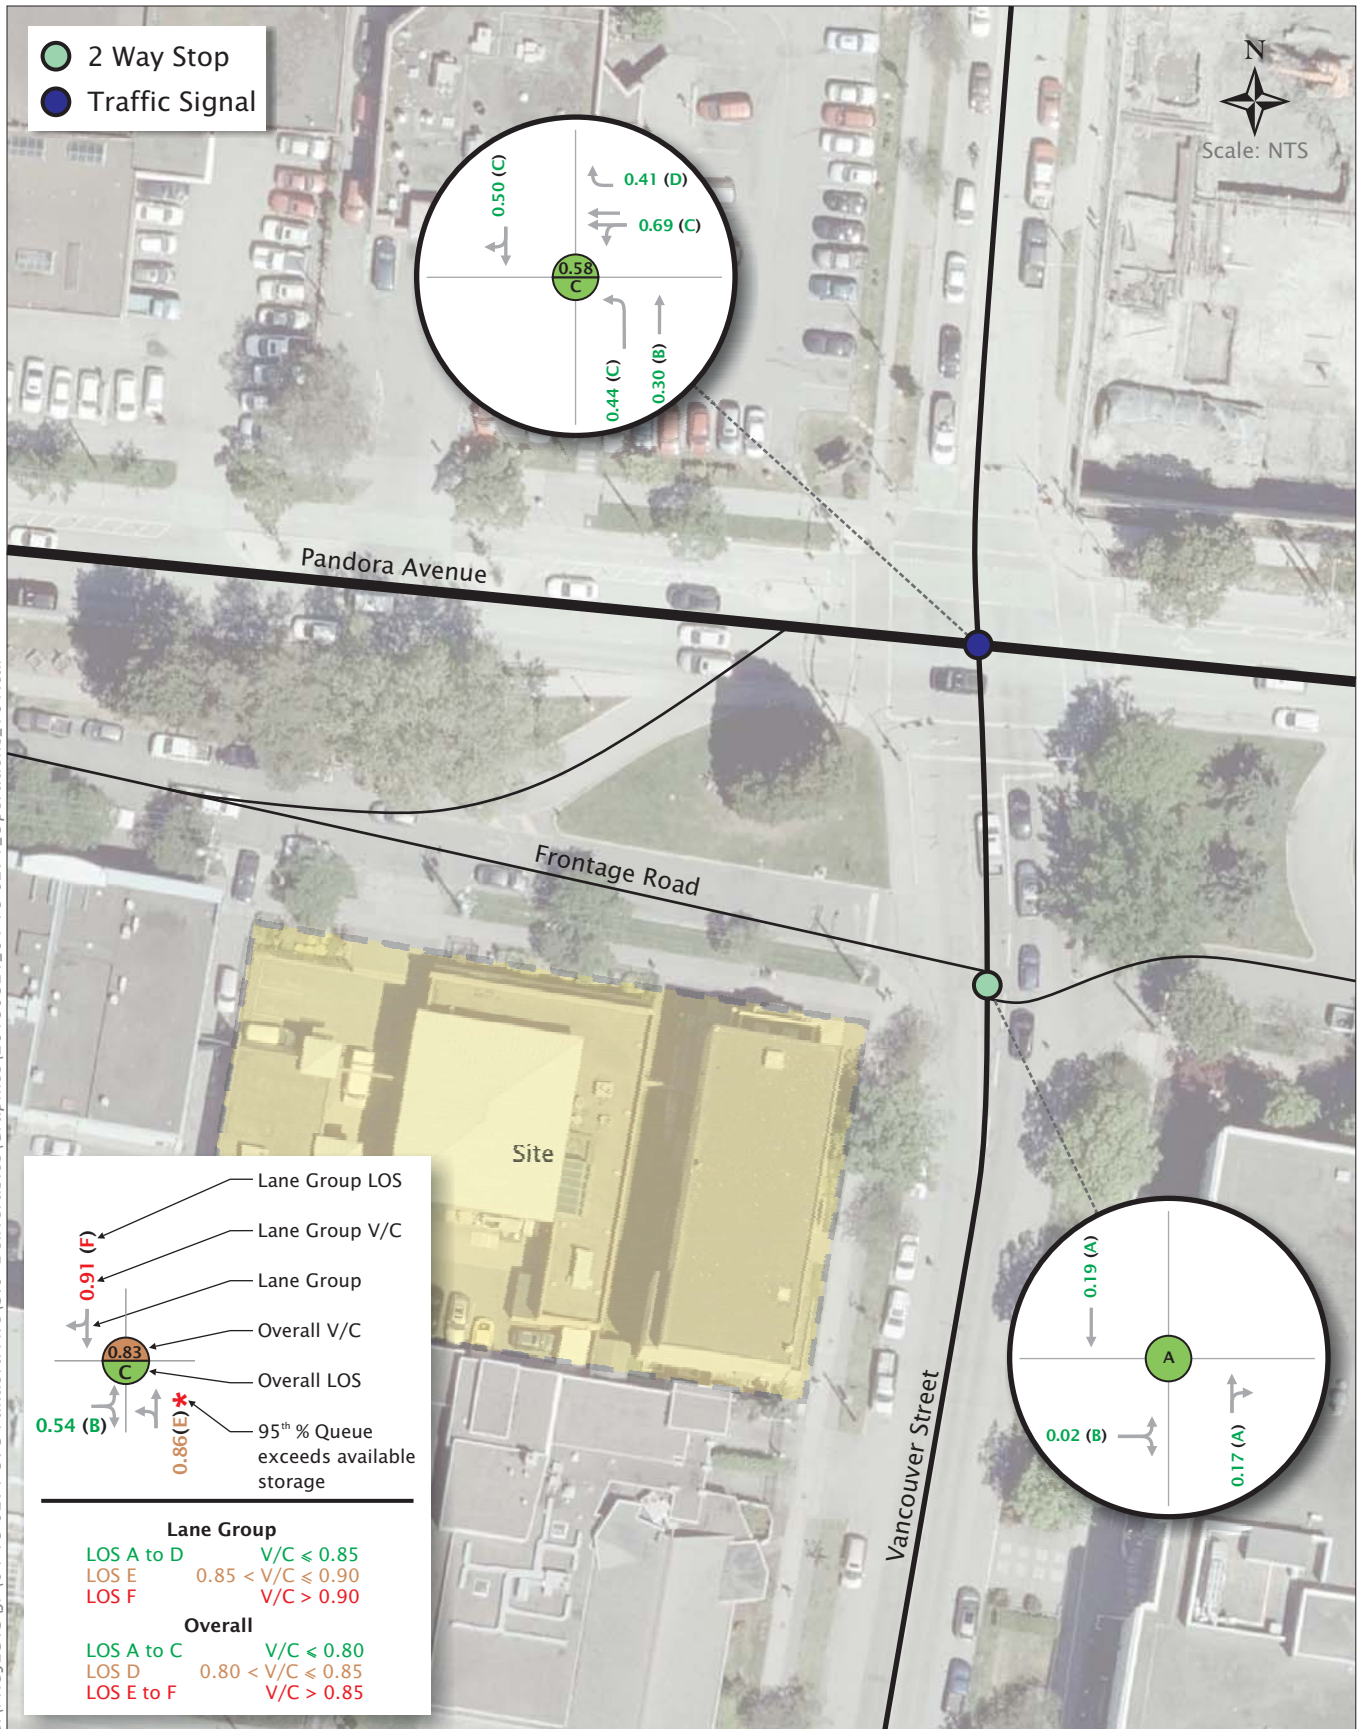 2 Way Stop
Traffic Signal
N
Scale: NTS
0.50 (C)
0.41 (D)
0.69 (C)
0.58
C
0.44 (C)
0.30 (B)
Pandora Avenue
Frontage Road
Site
Vancouver Street
0.19 (A)
A
0.02 (B)
0.17 (A)
Lane Group LOS
Lane Group V/C
Lane Group
Overall V/C
Overall LOS
95th % Queue
exceeds available
storage
0.91 (F)
0.83
C
0.54 (B)
0.86(E)*
Lane Group
LOS A to D V/C ⩽ 0.85
LOS E 0.85 < V/C ⩽ 0.90
LOS F V/C > 0.90
Overall
LOS A to C V/C ⩽ 0.80
LOS D 0.80 < V/C ⩽ 0.85
LOS E to F V/C > 0.85